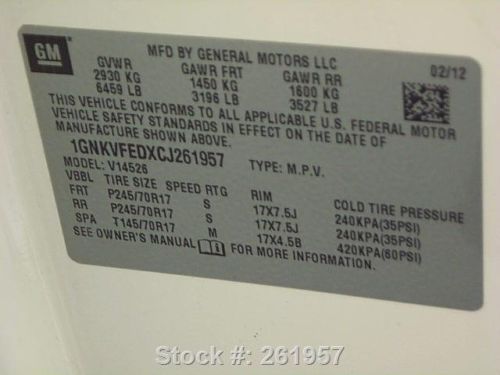 GM
MFD BY GENERAL MOTORS LLC
02/12
GVWR GAWR FRT GAWR RR
2930 KG 1450 KG 1600 KG
6459 LB 3196 LB 3527 LB
THIS VEHICLE CONFORMS TO ALL APPLICABLE U.S. FEDERAL MOTOR
VEHICLE SAFETY STANDARDS IN EFFECT ON THE DATE OF
MANUFACTURE SHOWN ABOVE.
1GNKVFEDXCJ261957 TYPE: M.P.V.
MODEL: V14526
VBBL TIRE SIZE SPEED RTG RIM COLD TIRE PRESSURE
FRT P245/70R17 S 17X7.5J 240KPA(35PSI)
RR P245/70R17 S 17X7.5J 240KPA(35PSI)
SPA T145/70R17 M 17X4.5B 420KPA(60PSI)
SEE OWNER'S MANUAL FOR MORE INFORMATION.
Stock #: 261957